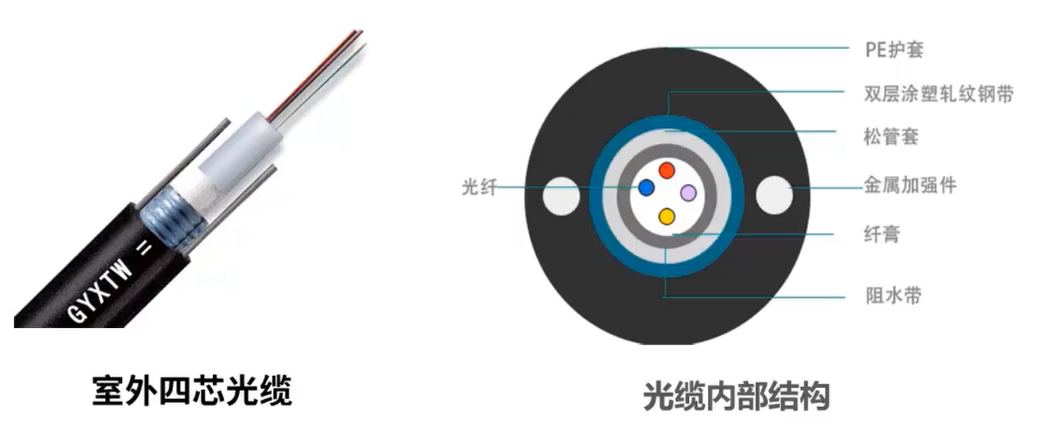 GYXTW =
室外四芯光缆
PE护套
双层涂塑轧纹钢带
松管套
光纤
金属加强件
纤膏
阻水带
光缆内部结构